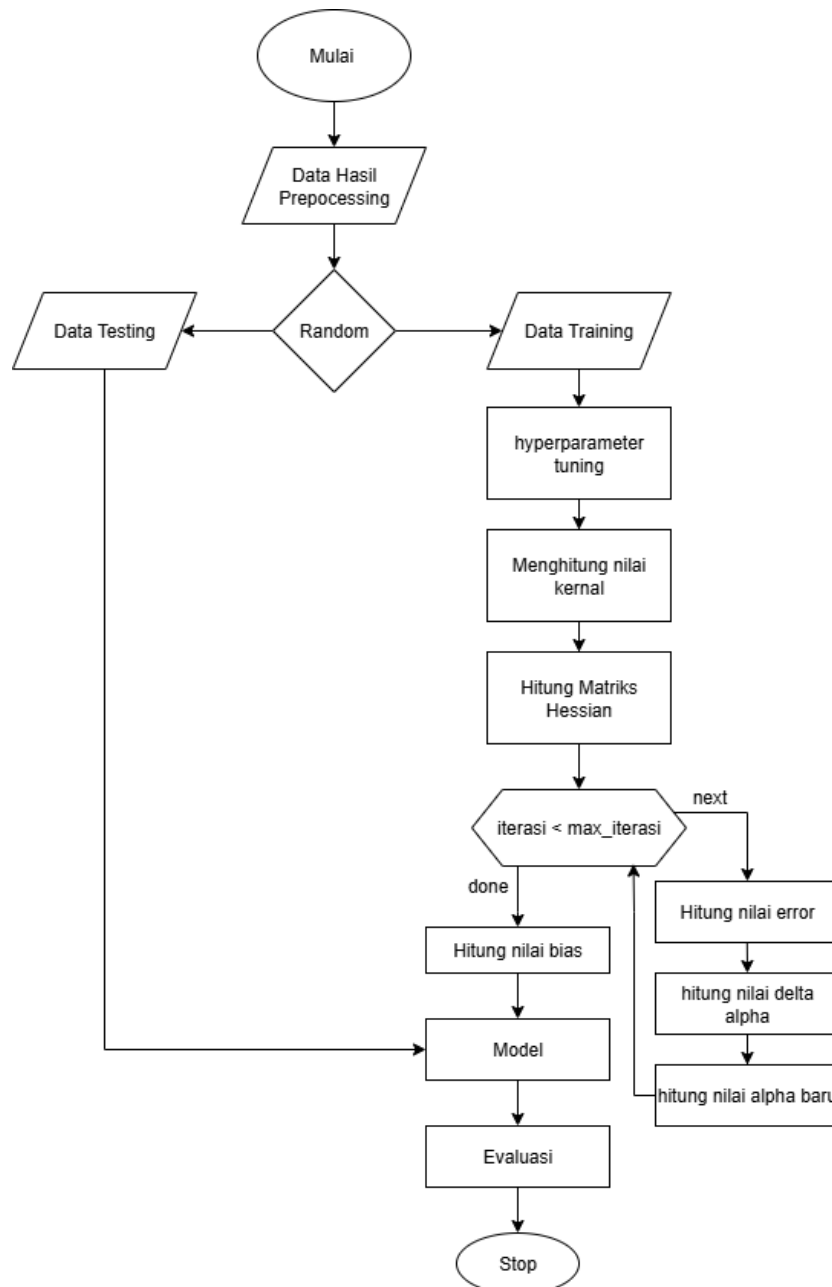 Mulai
Data Hasil
Prepocessing
Data Testing
Random
Data Training
hyperparameter
tuning
Menghitung nilai
kernal
Hitung Matriks
Hessian
iterasi < max_iterasi
next
done
Hitung nilai error
Hitung nilai bias
hitung nilai delta
alpha
Model
hitung nilai alpha baru
Evaluasi
Stop